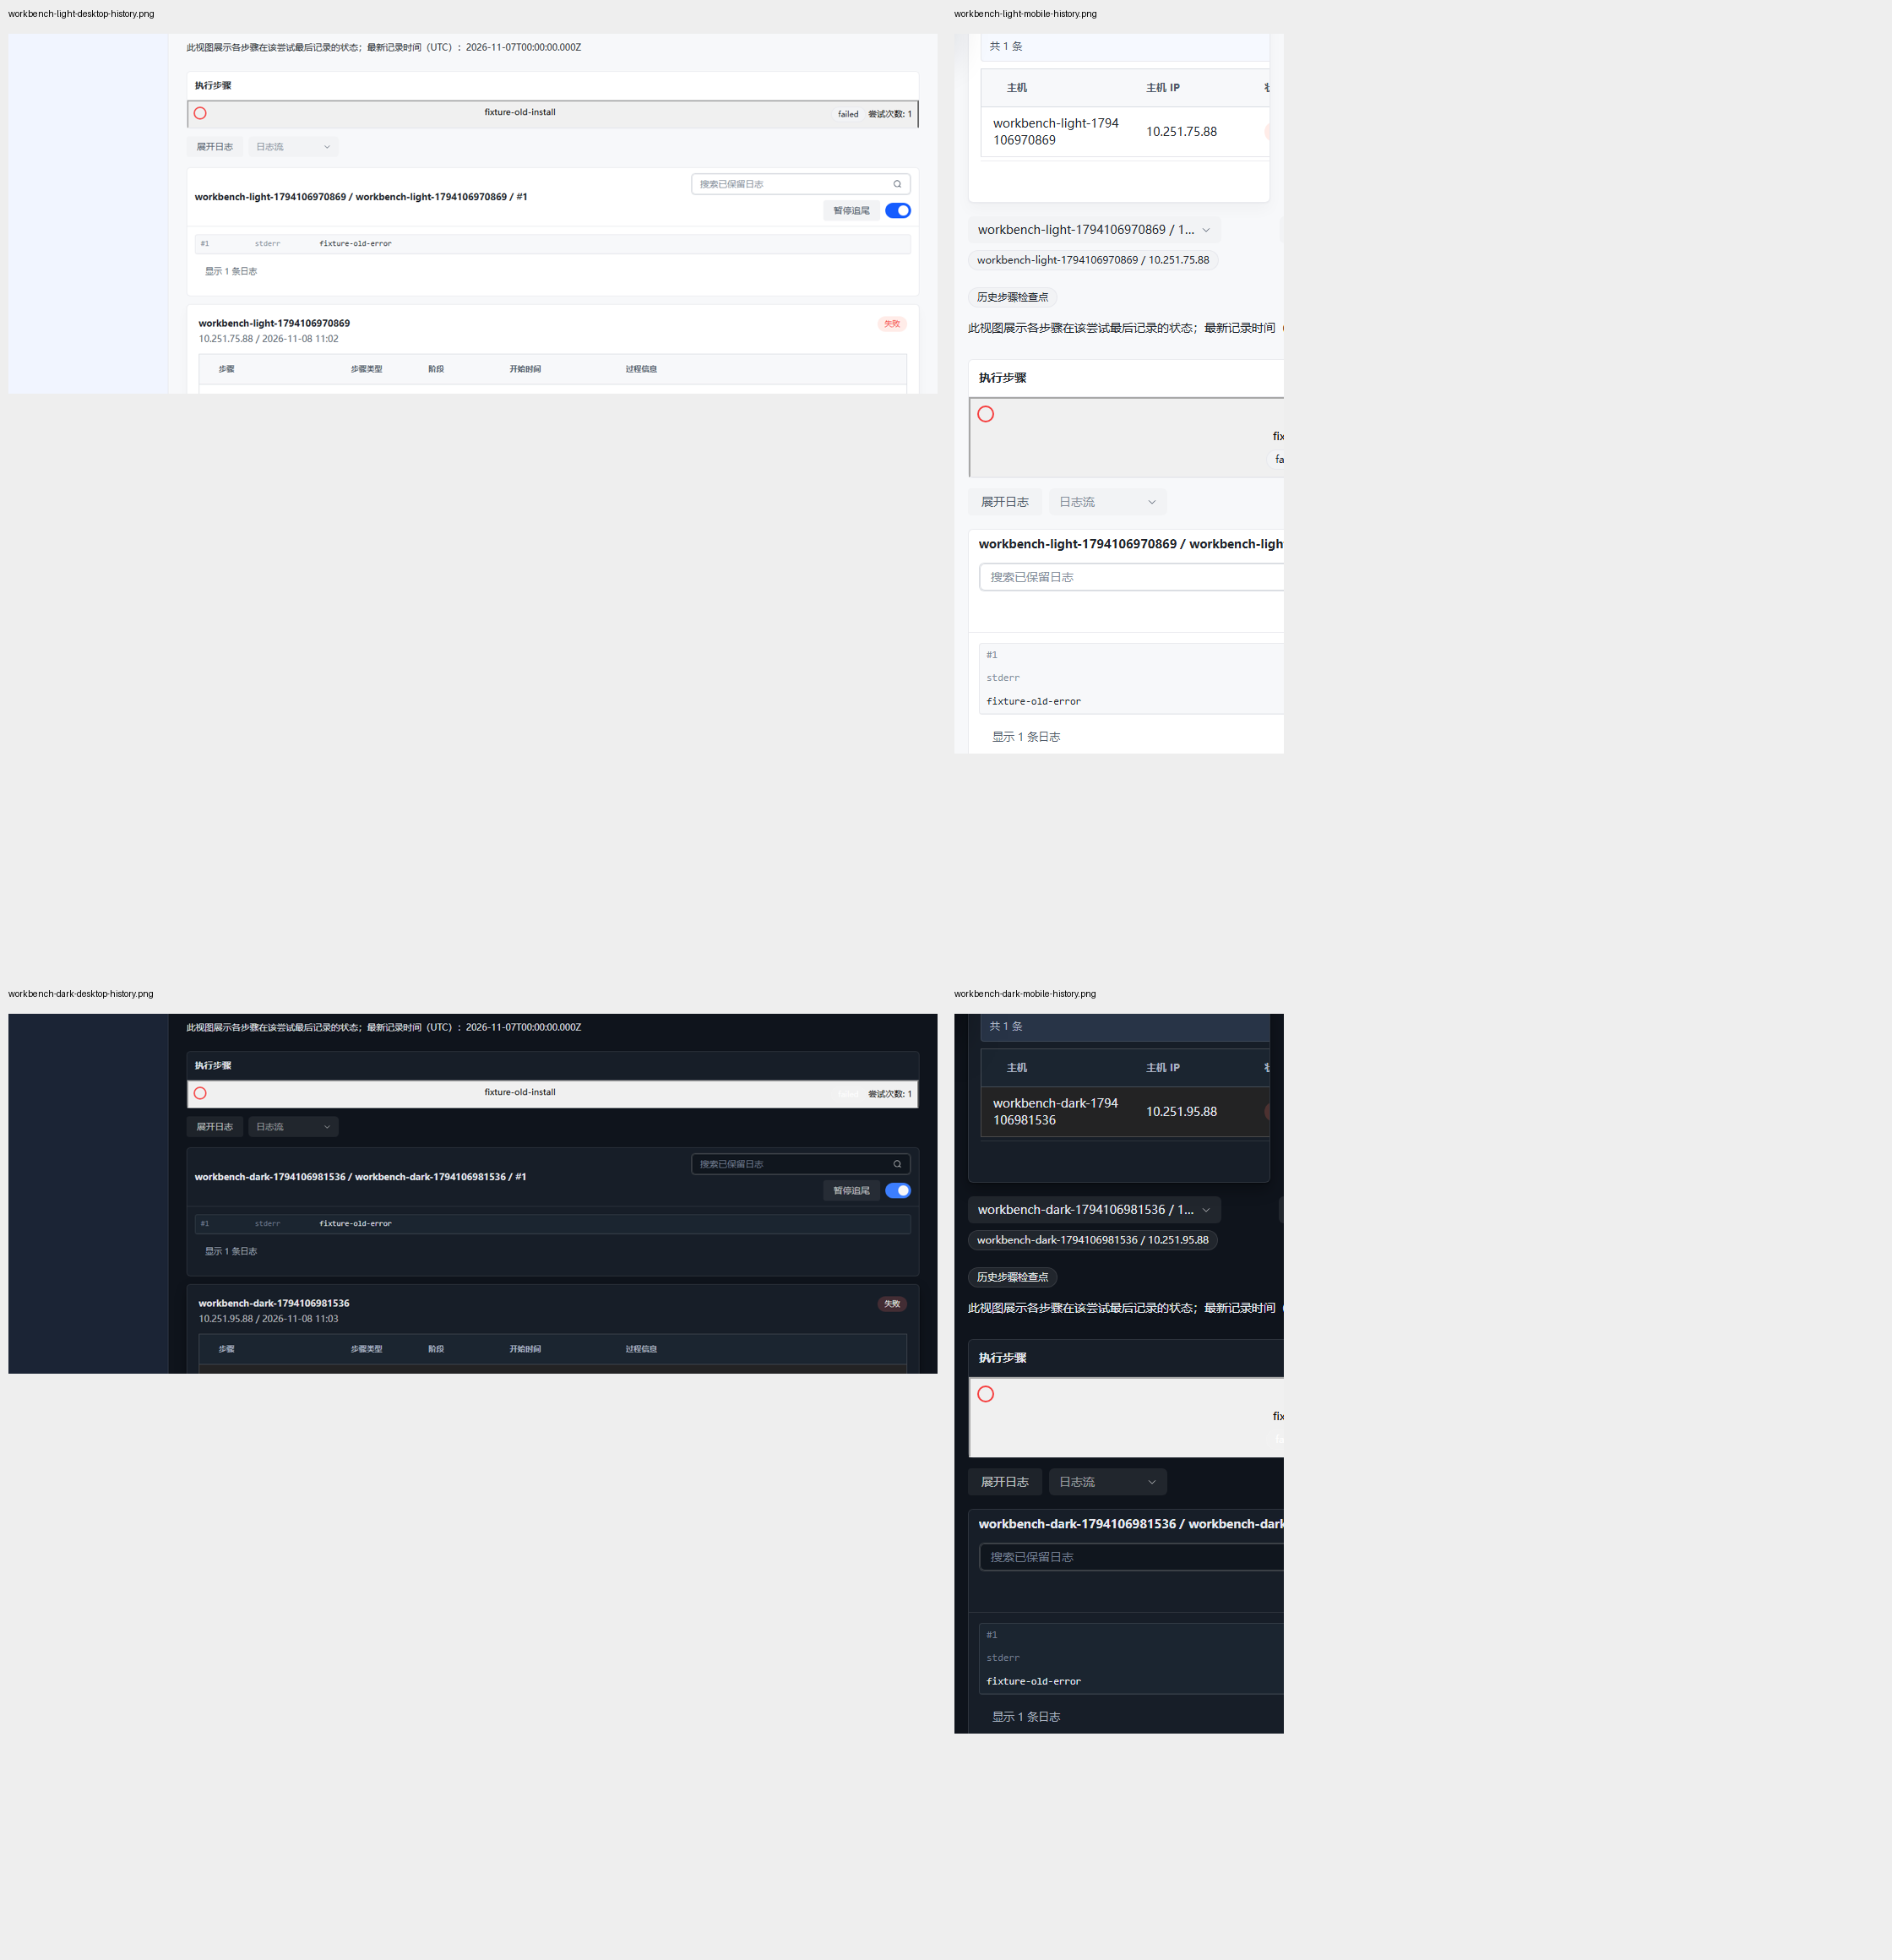 workbench-light-desktop-history.png
此视图展示各步骤在该尝试最后记录的状态；最新记录时间（UTC）：2026-11-07T00:00:00.000Z
执行步骤
fixture-old-install
failed 尝试次数: 1
展开日志 日志流
搜索已保留日志
workbench-light-1794106970869 / workbench-light-1794106970869 / #1
暂停追尾
#1 stderr fixture-old-error
显示 1 条日志
workbench-light-1794106970869
失败
10.251.75.88 / 2026-11-08 11:02
步骤 步骤类型 阶段 开始时间 过程信息
workbench-light-mobile-history.png
共 1 条
主机 主机 IP
workbench-light-1794
106970869
10.251.75.88
workbench-light-1794106970869 / 1...
workbench-light-1794106970869 / 10.251.75.88
历史步骤检查点
此视图展示各步骤在该尝试最后记录的状态；最新记录时间（
执行步骤
fix
fa
展开日志 日志流
workbench-light-1794106970869 / workbench-ligh
搜索已保留日志
#1
stderr
fixture-old-error
显示 1 条日志
workbench-dark-desktop-history.png
此视图展示各步骤在该尝试最后记录的状态；最新记录时间（UTC）：2026-11-07T00:00:00.000Z
执行步骤
fixture-old-install
尝试次数: 1
展开日志 日志流
搜索已保留日志
workbench-dark-1794106981536 / workbench-dark-1794106981536 / #1
暂停追尾
#1 stderr fixture-old-error
显示 1 条日志
workbench-dark-1794106981536
失败
10.251.95.88 / 2026-11-08 11:03
步骤 步骤类型 阶段 开始时间 过程信息
workbench-dark-mobile-history.png
共 1 条
主机 主机 IP
workbench-dark-1794
106981536
10.251.95.88
workbench-dark-1794106981536 / 1...
workbench-dark-1794106981536 / 10.251.95.88
历史步骤检查点
此视图展示各步骤在该尝试最后记录的状态；最新记录时间（
执行步骤
fix
展开日志 日志流
workbench-dark-1794106981536 / workbench-dark
搜索已保留日志
#1
stderr
fixture-old-error
显示 1 条日志